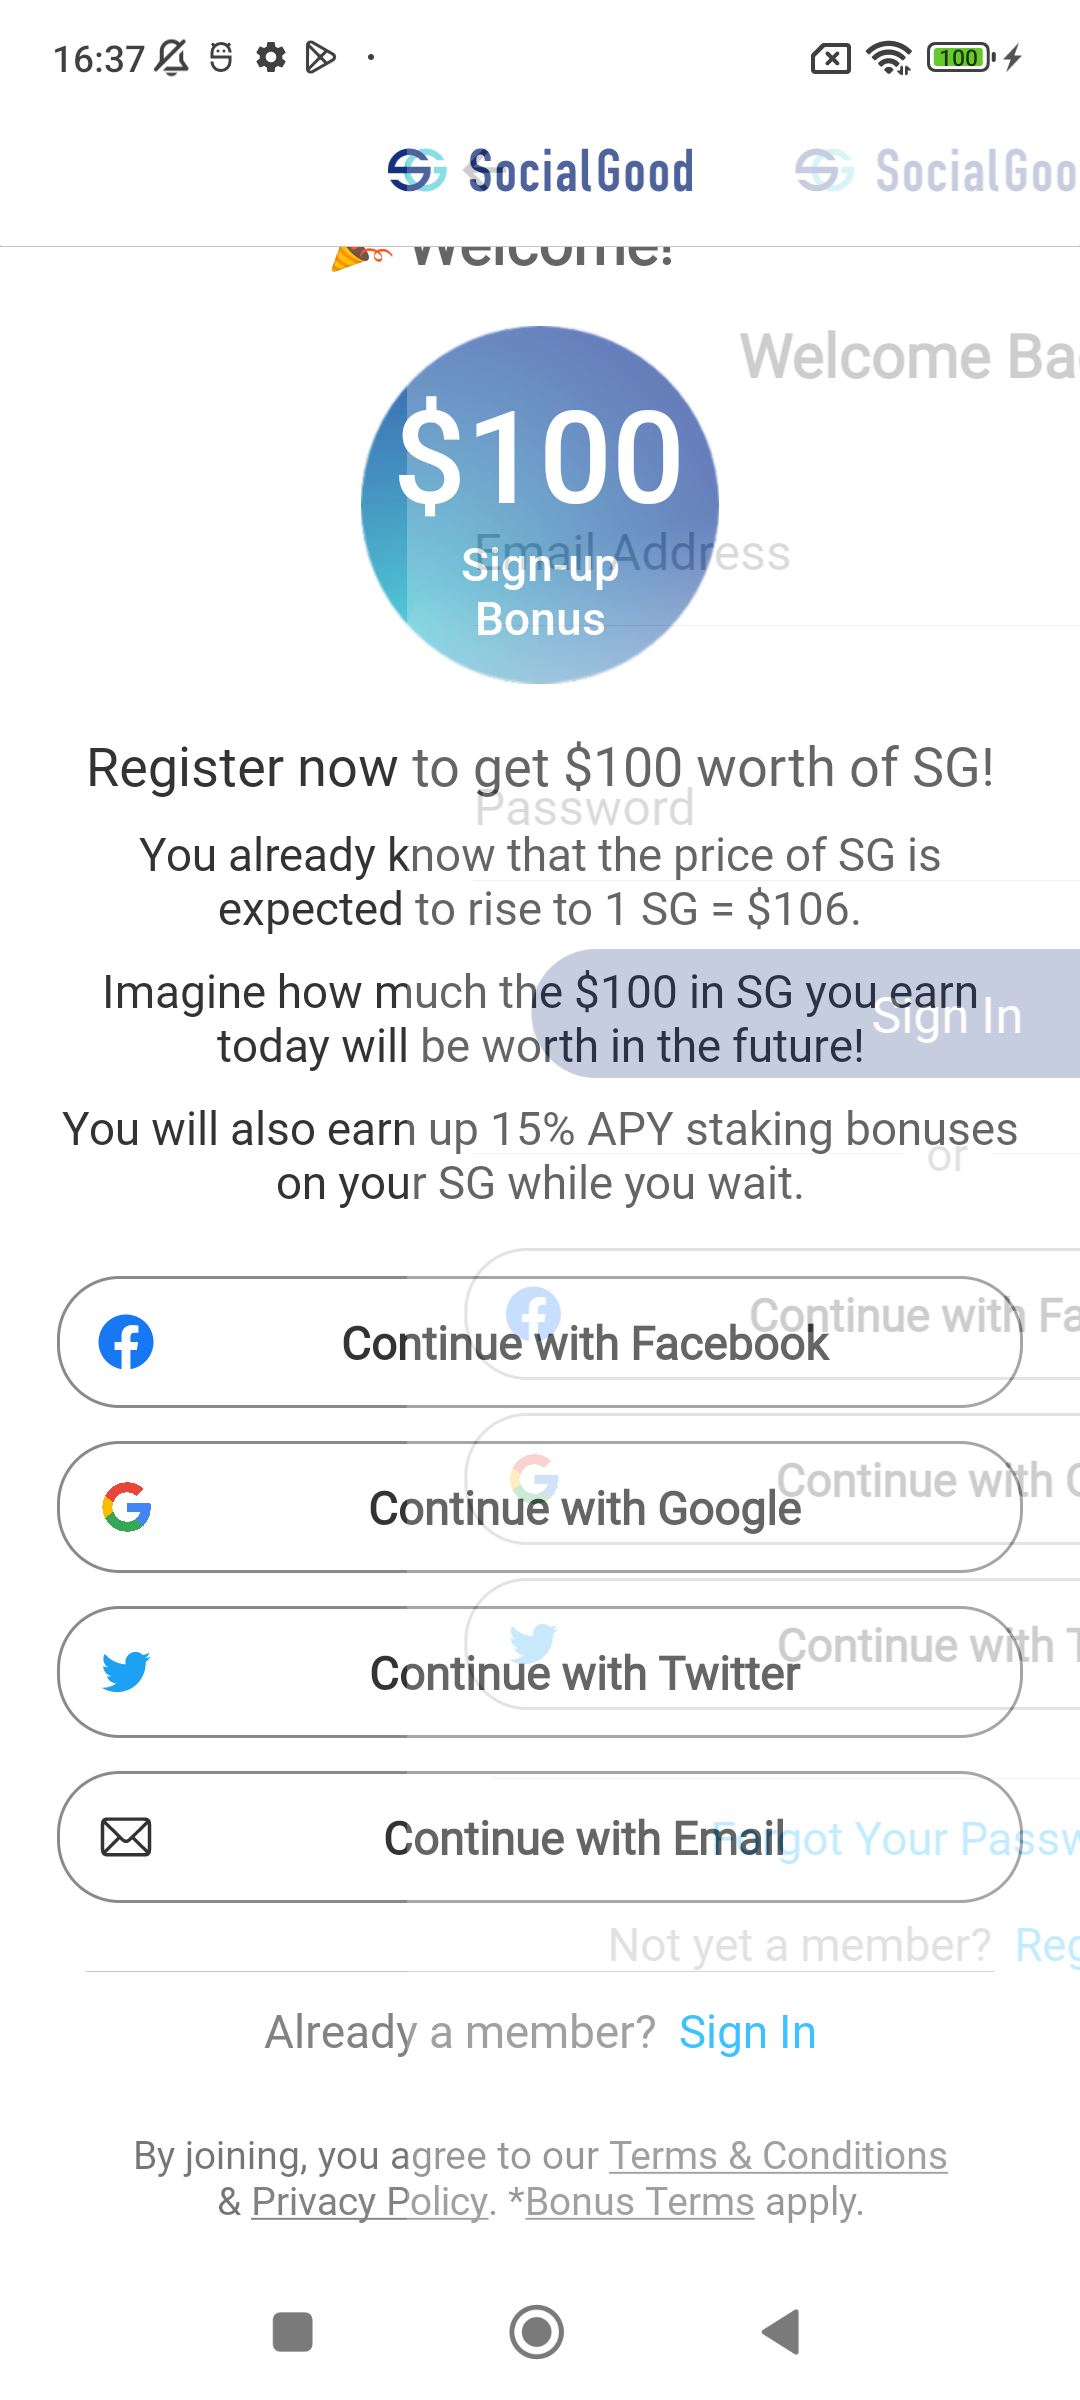 16:37
100
SocialGood
SocialGoo
Welcome!
Welcome Ba
$100
Sign-up
Bonus
Email Address
Register now to get $100 worth of SG!
Password
You already know that the price of SG is
expected to rise to 1 SG = $106.
Imagine how much the $100 in SG you earn
today will be worth in the future!
Sign In
You will also earn up 15% APY staking bonuses
on your SG while you wait.
or
Continue with Fa
Continue with Facebook
Continue with G
Continue with Google
Continue with T
Continue with Twitter
Continue with Email
Forgot Your Passw
Not yet a member? Reg
Already a member? Sign In
By joining, you agree to our Terms & Conditions
& Privacy Policy. *Bonus Terms apply.